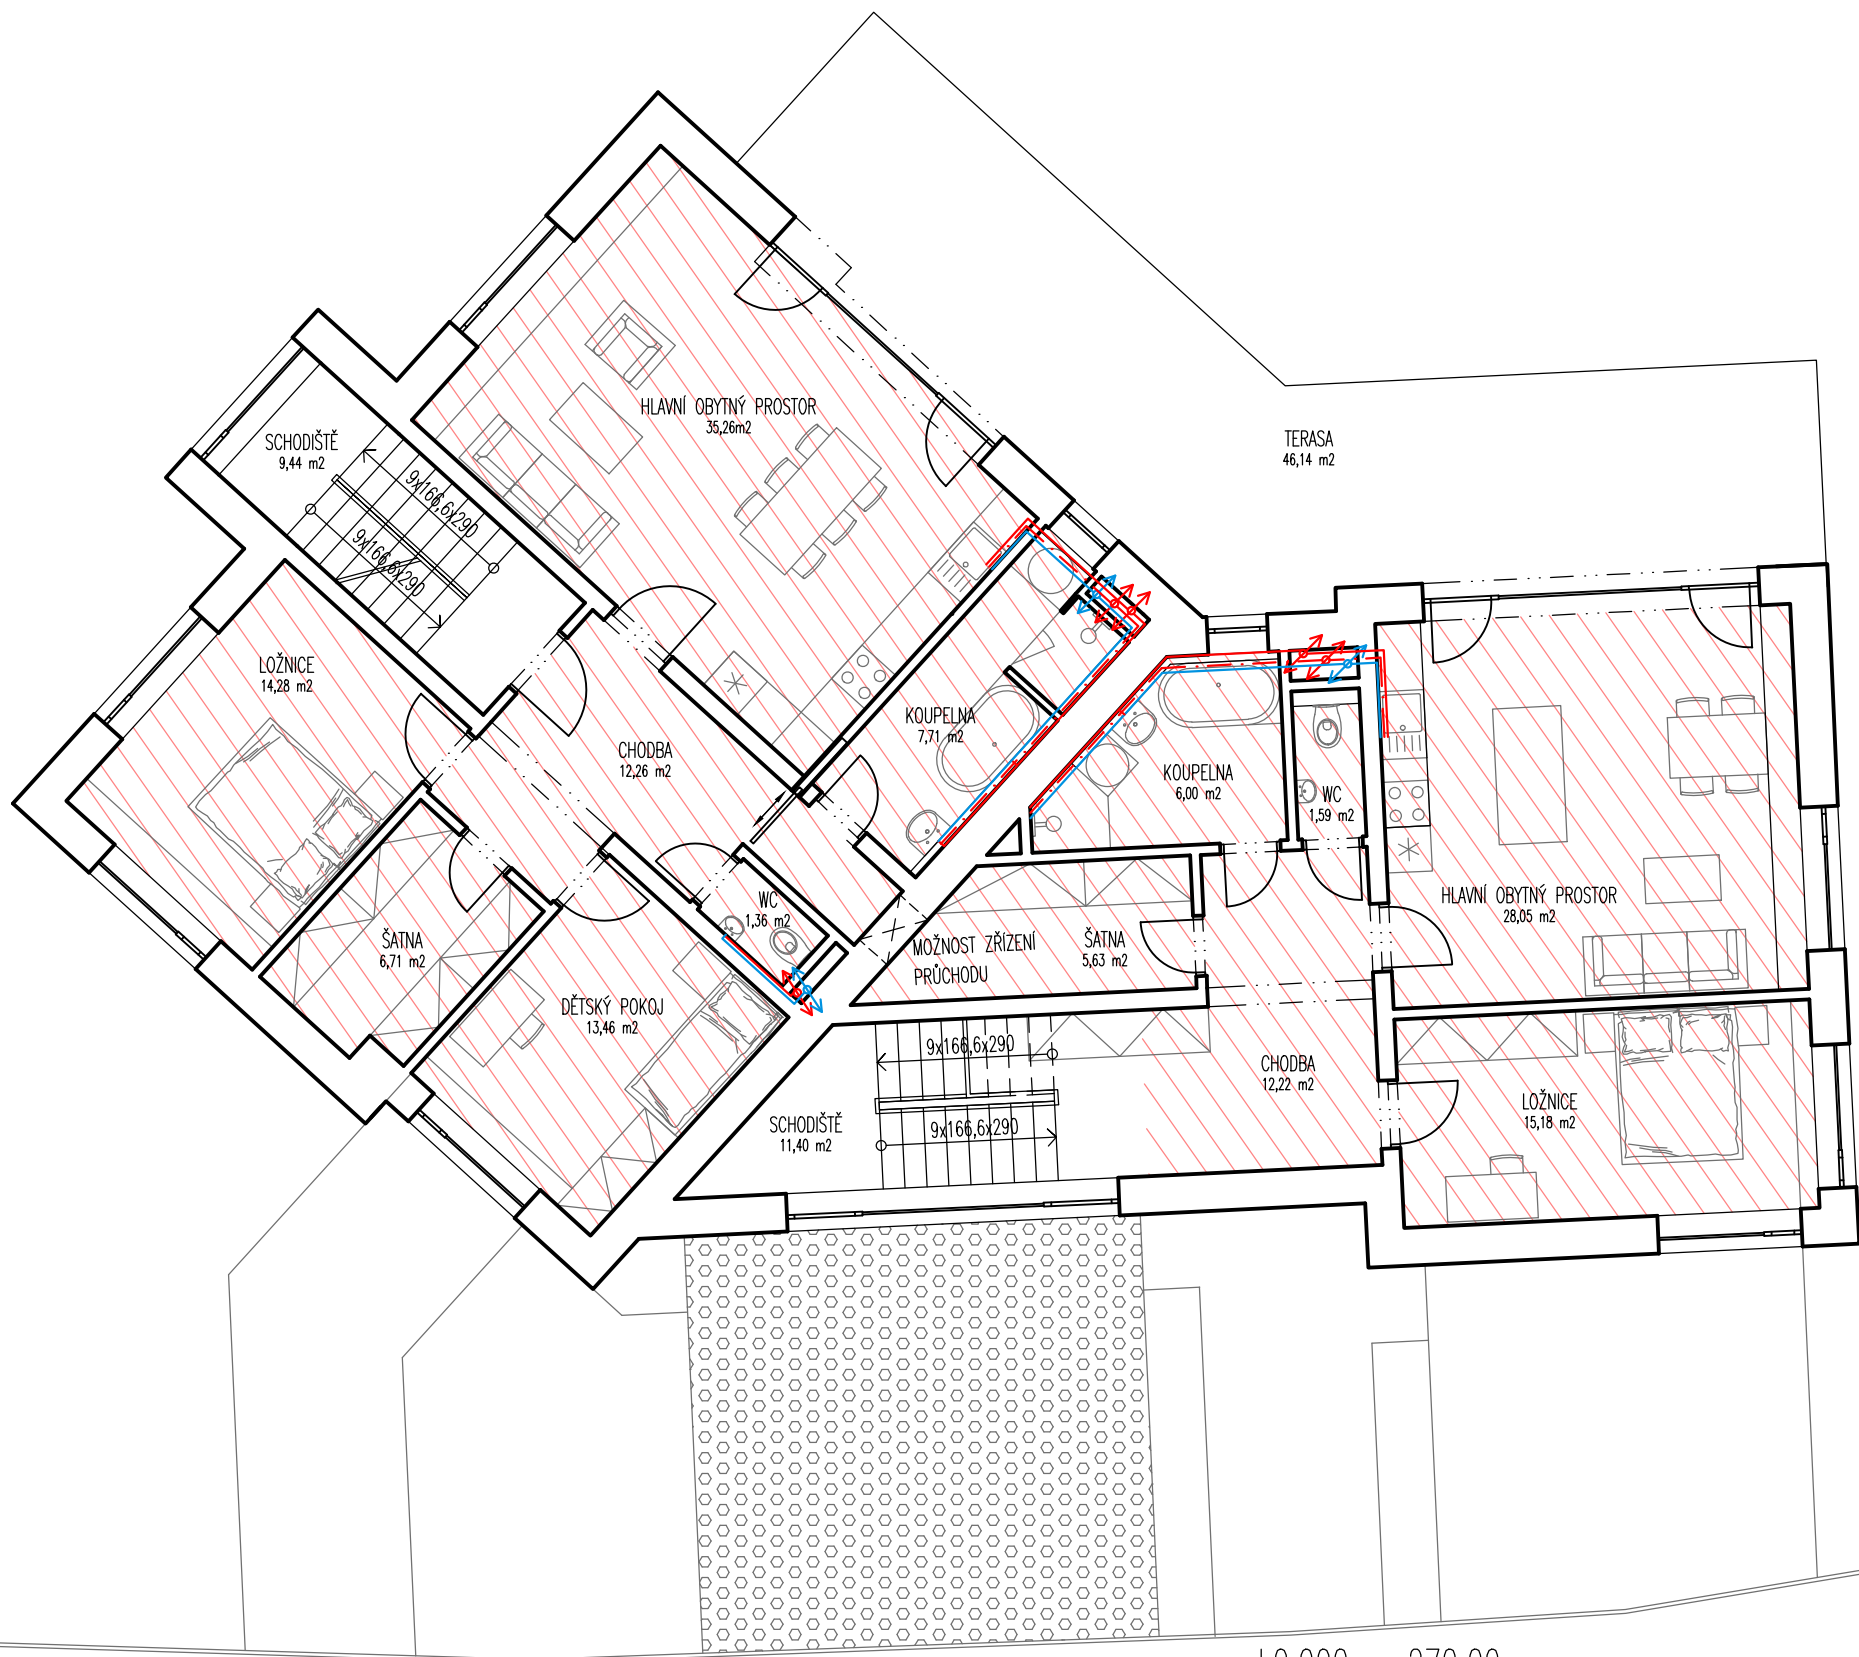 HLAVNÍ OBYTNÝ PROSTOR
35,26m2
TERASA
46,14 m2
SCHODIŠTĚ
9,44 m2
9x166,6x290
9x166,6x290
LOŽNICE
14,28 m2
KOUPELNA
7,71 m2
CHODBA
12,26 m2
KOUPELNA
6,00 m2
WC
1,59 m2
HLAVNÍ OBYTNÝ PROSTOR
28,05 m2
WC
1,36 m2
ŠATNA
6,71 m2
MOŽNOST ZŘÍZENÍ
PRŮCHODU
ŠATNA
5,63 m2
DĚTSKÝ POKOJ
13,46 m2
9x166,6x290
CHODBA
12,22 m2
LOŽNICE
15,18 m2
SCHODIŠTĚ
11,40 m2
9x166,6x290